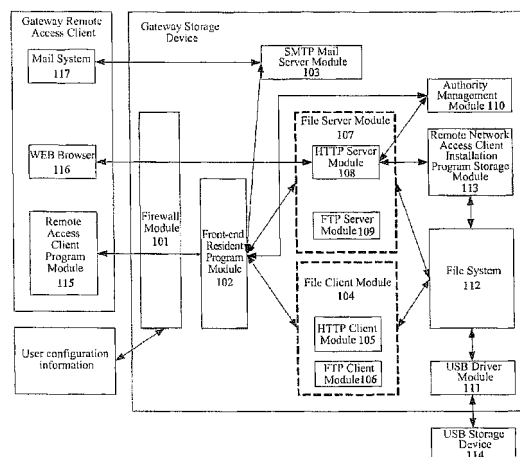 Gateway Remote
Access Client
Mail System
117
WEB Browser
116
Remote
Access Client
Program Module
115
User configuration
information
Gateway Storage
Device
SMTP Mail
Server Module
103
Firewall
Module
101
Front-end
Resident
Program
Module
102
File Server Module
107
HTTP Server
Module
108
FTP Server
Module 109
File Client Module
104
HTTP Client
Module 105
FTP Client
Module106
Authority
Management
Module 110
Remote Network
Access Client
Installation
Program Storage
Module
113
File System
112
USB Driver
Module
111
USB Storage
Device
114